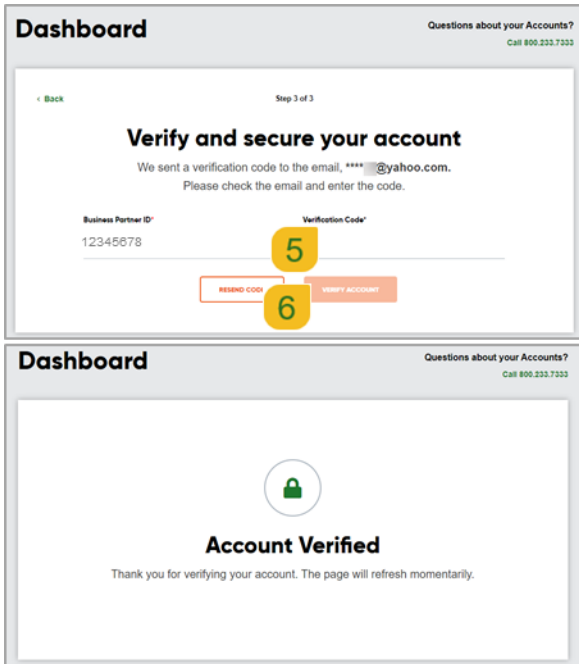 Dashboard
Questions about your Accounts?
Call 800.233.7333
< Back
Step 3 of 3
Verify and secure your account
We sent a verification code to the email, **** @yahoo.com.
Please check the email and enter the code.
Business Partner ID*
Verification Code*
12345678
5
RESEND CODE
VERIFY ACCOUNT
6
Dashboard
Questions about your Accounts?
Call 800.233.7333
Account Verified
Thank you for verifying your account. The page will refresh momentarily.